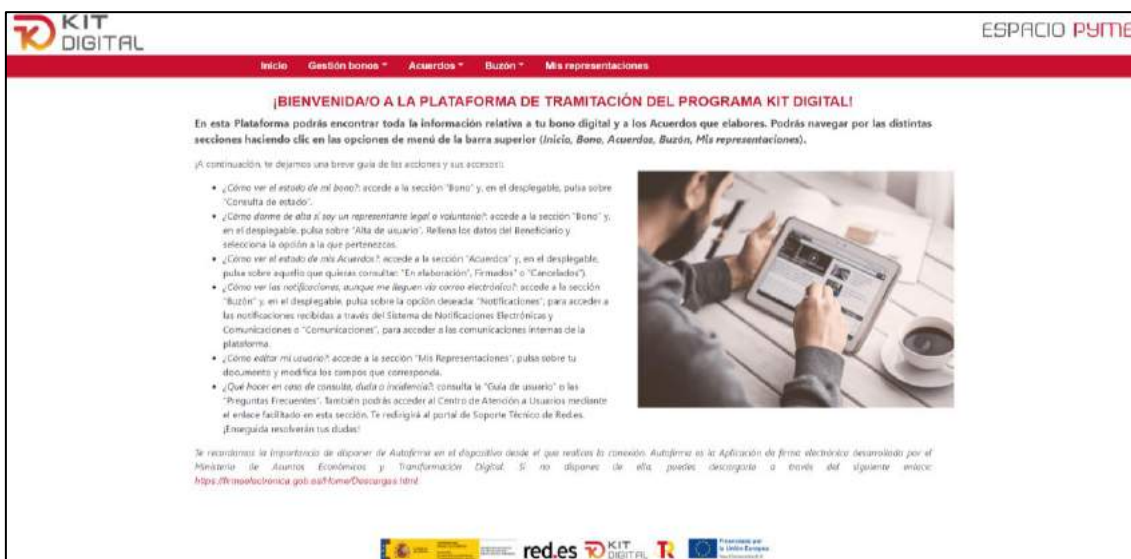 KIT
DIGITAL
ESPACIO PYME
Inicio Gestión bonos Acuerdos Buzón Mis representaciones
¡BIENVENIDA/O A LA PLATAFORMA DE TRAMITACIÓN DEL PROGRAMA KIT DIGITAL!
En esta Plataforma podrás encontrar toda la información relativa a tu bono digital y a los Acuerdos que elabores. Podrás navegar por las distintas
secciones haciendo clic en las opciones de menú de la barra superior (Inicio, Bono, Acuerdos, Buzón, Mis representaciones).
¡A continuación, te dejamos una breve guía de las acciones y sus accesos!:
• ¿Cómo ver el estado de mi bono?: accede a la sección "Bono" y, en el desplegable, pulsa sobre
"Consulta de estado".
• ¿Cómo darme de alta si soy un representante legal o voluntario?: accede a la sección "Bono" y,
en el desplegable, pulsa sobre "Alta de usuario". Rellena los datos del Beneficiario y
selecciona la opción a la que pertenezcas.
• ¿Cómo ver el estado de mis Acuerdos?: accede a la sección "Acuerdos" y, en el desplegable,
pulsa sobre aquello que quieras consultar: "En elaboración", Firmados" o "Cancelados").
• ¿Cómo ver las notificaciones, aunque me lleguen vía correo electrónico?: accede a la sección
"Buzón" y, en el desplegable, pulsa sobre la opción deseada: "Notificaciones", para acceder a
las notificaciones recibidas a través del Sistema de Notificaciones Electrónicas y
Comunicaciones o "Comunicaciones", para acceder a las comunicaciones internas de la
plataforma.
• ¿Cómo editar mi usuario?: accede a la sección "Mis Representaciones", pulsa sobre tu
documento y modifica los campos que corresponda.
• ¿Qué hacer en caso de consulta, duda o incidencia?: consulta la "Guía de usuario" o las
"Preguntas Frecuentes". También podrás acceder al Centro de Atención a Usuarios mediante
el enlace facilitado en esta sección. Te redirigirá al portal de Soporte Técnico de Red.es.
¡Enseguida resolverán tus dudas!
Te recordamos la importancia de disponer de Autofirma en el dispositivo desde el que realices la conexión. Autofirma es la Aplicación de firma electrónica desarrollada por el
Ministerio de Asuntos Económicos y Transformación Digital. Si no dispones de ella, puedes descargarla a través del siguiente enlace:
https://firmaelectronica.gob.es/Home/Descargas.html
red.es KIT
DIGITAL
Financiado por
la Unión Europea